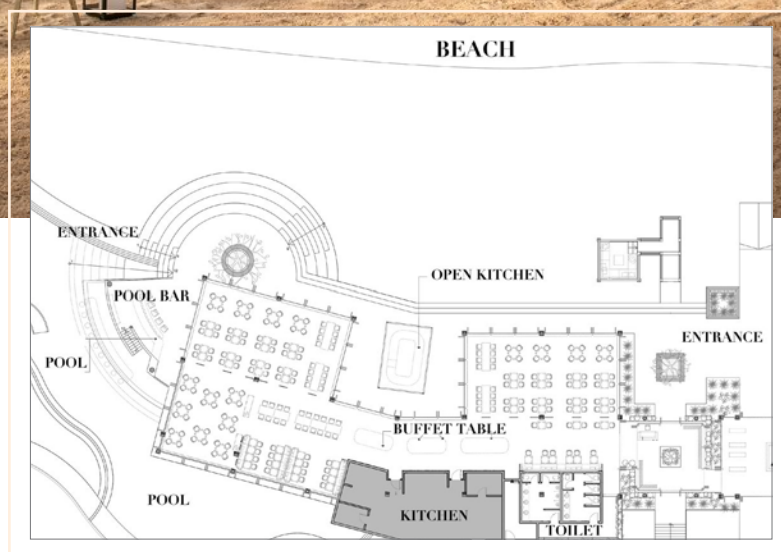 BEACH
ENTRANCE
OPEN KITCHEN
POOL BAR
ENTRANCE
POOL
BUFFET TABLE
POOL
KITCHEN
TOILET